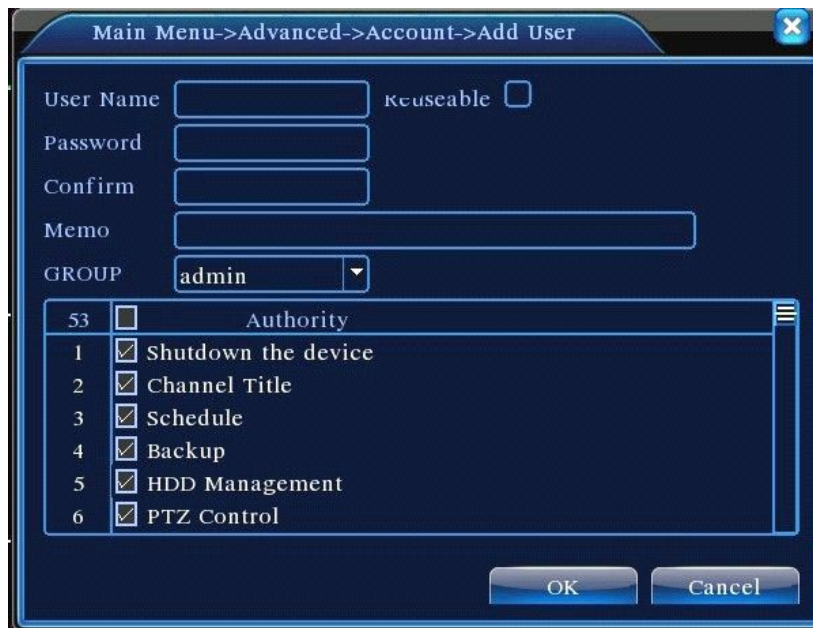 Main Menu->Advanced->Account->Add User
User Name Reuseable
Password
Confirm
Memo
GROUP admin
53 Authority
1 Shutdown the device
2 Channel Title
3 Schedule
4 Backup
5 HDD Management
6 PTZ Control
OK Cancel